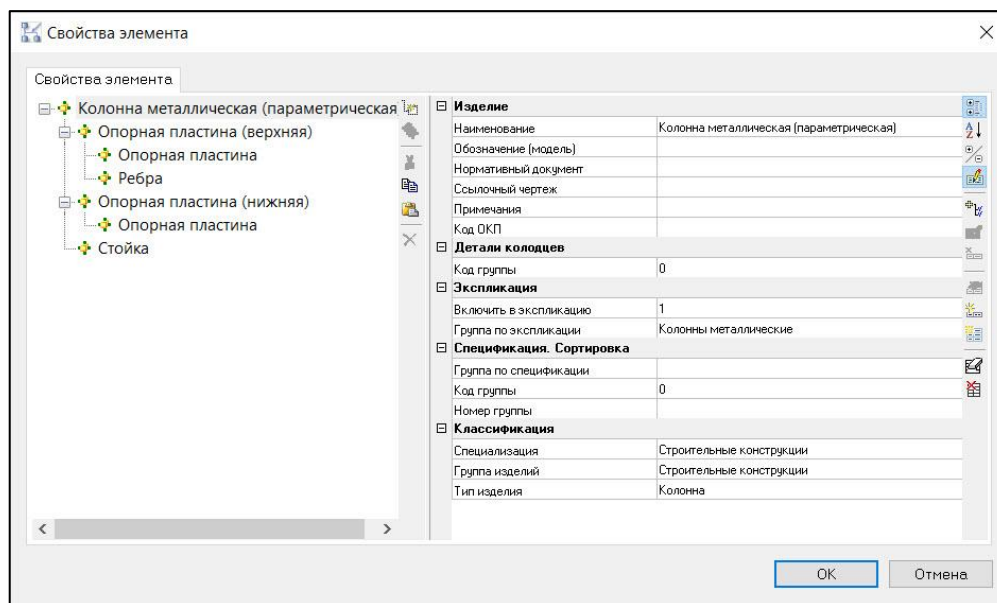 Свойства элемента
Свойства элемента
Колонна металлическая (параметрическая
Опорная пластина (верхняя)
Опорная пластина
Ребра
Опорная пластина (нижняя)
Опорная пластина
Стойка
Изделие
Наименование Колонна металлическая (параметрическая)
Обозначение (модель)
Нормативный документ
Ссылочный чертеж
Примечания
Код ОКП
Детали колодцев
Код группы 0
Экспликация
Включить в экспликацию 1
Группа по экспликации Колонны металлические
Спецификация. Сортировка
Группа по спецификации
Код группы 0
Номер группы
Классификация
Специализация Строительные конструкции
Группа изделий Строительные конструкции
Тип изделия Колонна
OK Отмена